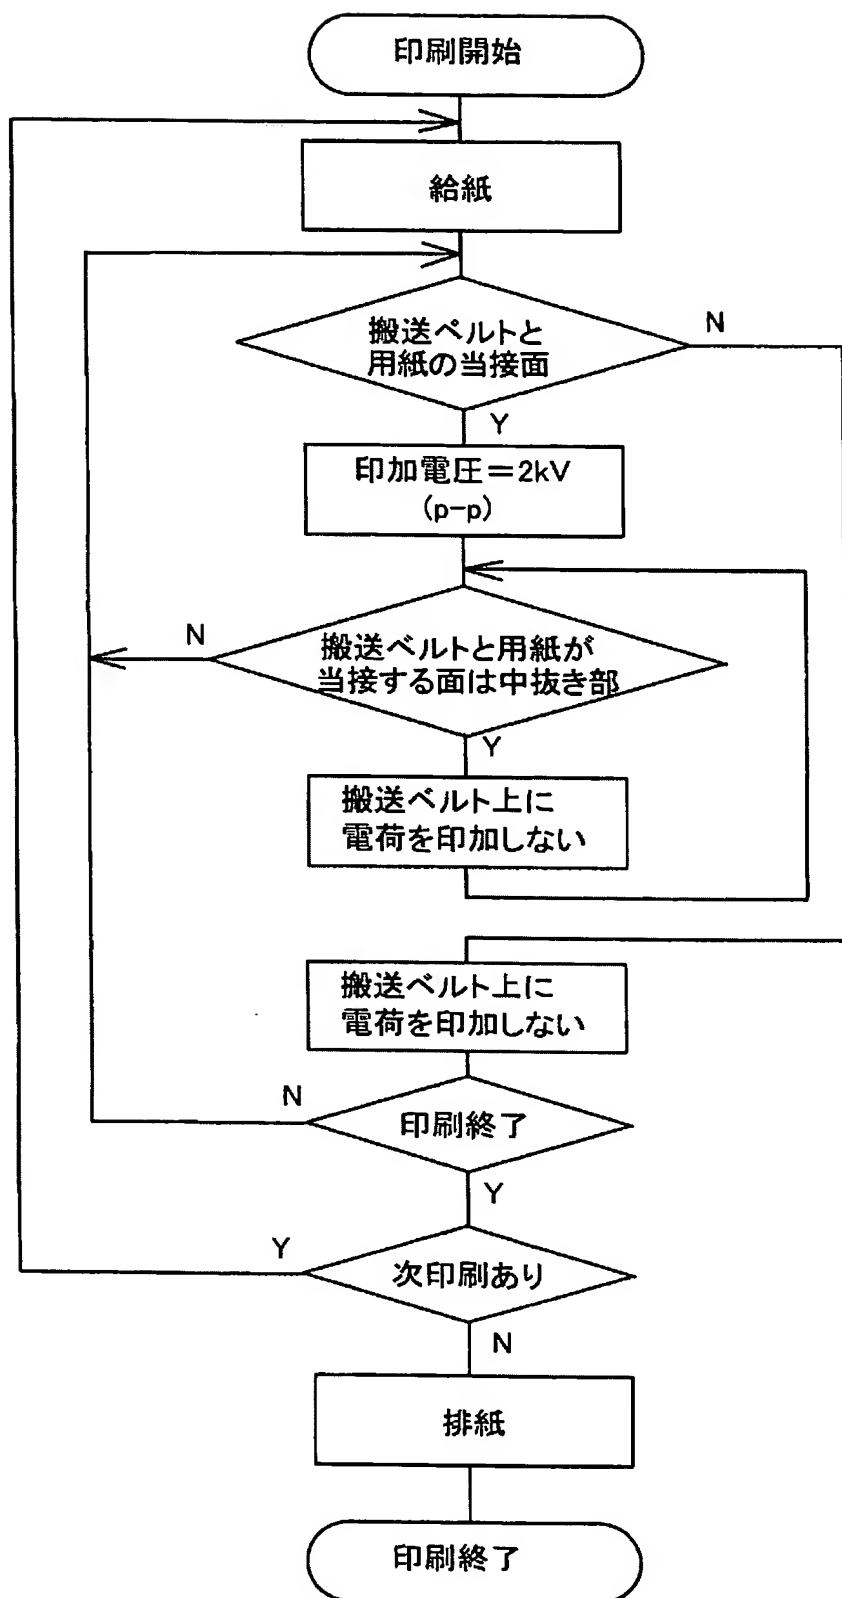 印刷開始
給紙
搬送ベルトと
用紙の当接面
N
Y
印加電圧＝2kV
(p-p)
N
搬送ベルトと用紙が
当接する面は中抜き部
Y
搬送ベルト上に
電荷を印加しない
搬送ベルト上に
電荷を印加しない
N
印刷終了
Y
Y
次印刷あり
N
排紙
印刷終了